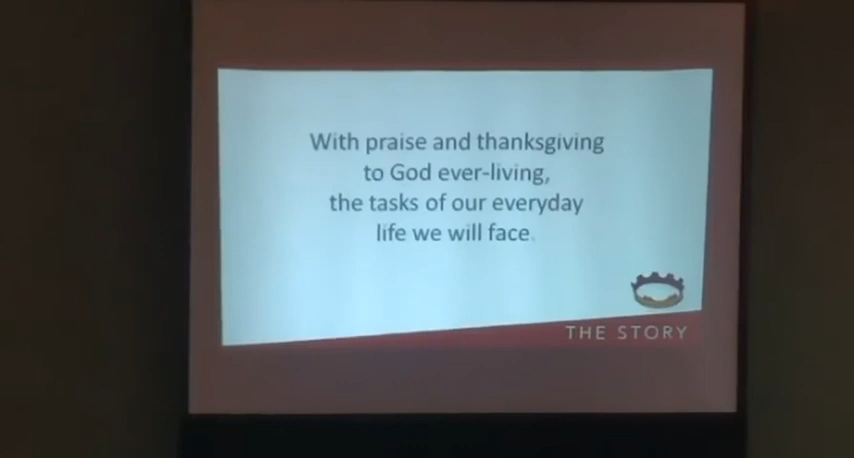 With praise and thanksgiving
to God ever-living,
the tasks of our everyday
life we will face.
THE STORY